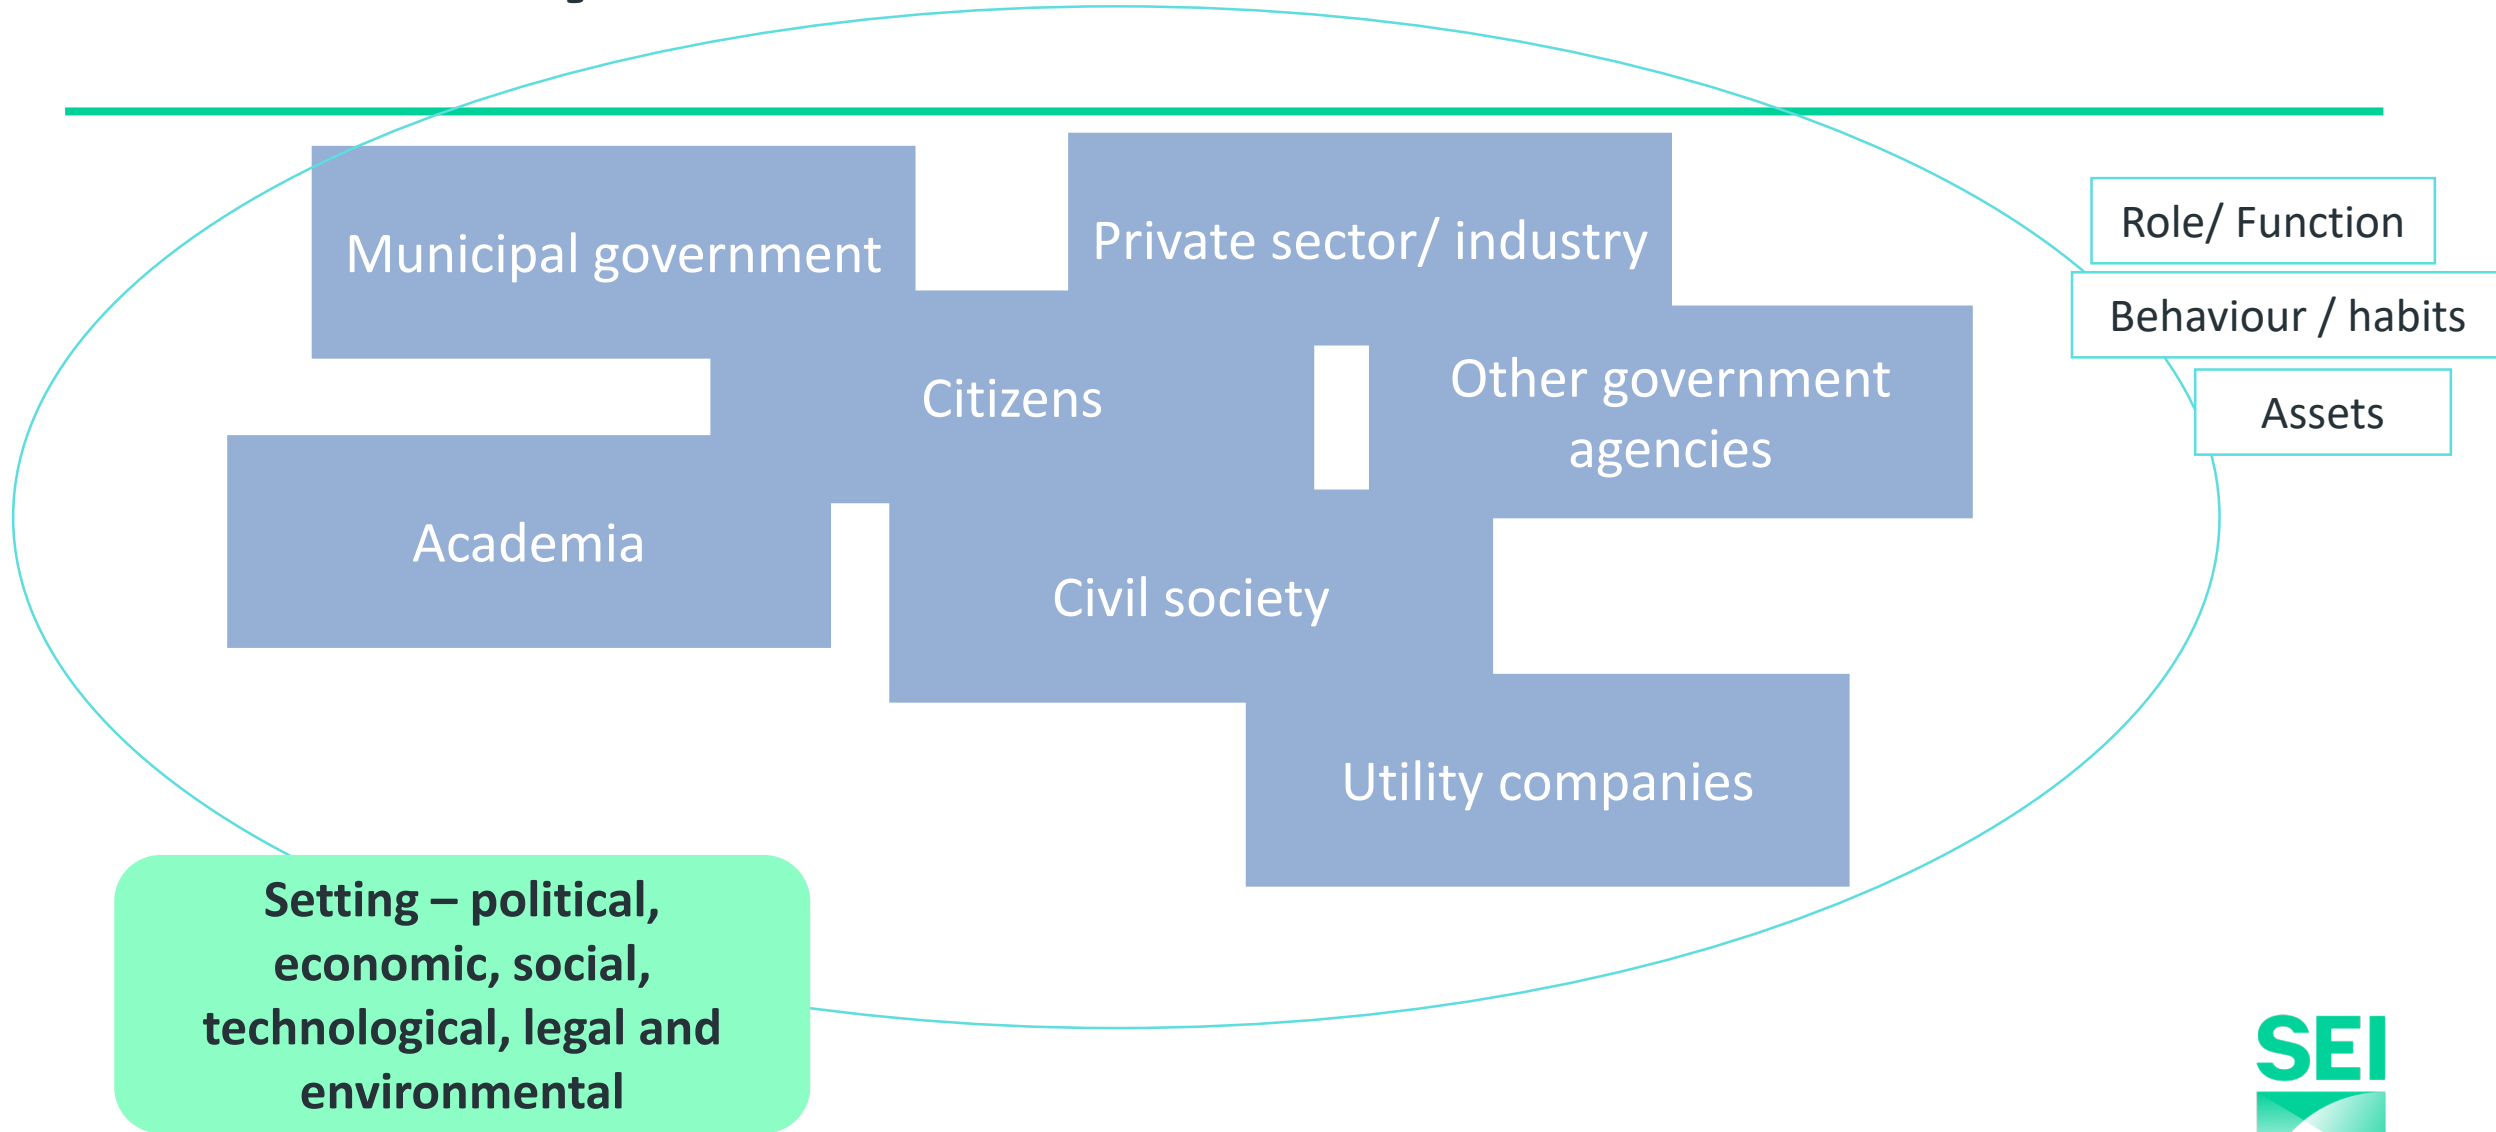 Municipal government
Private sector/ industry
Role/ Function
Behaviour / habits
Citizens
Other government
agencies
Assets
Academia
Civil society
Utility companies
Setting – political,
economic, social,
technological, legal and
environmental
SEI